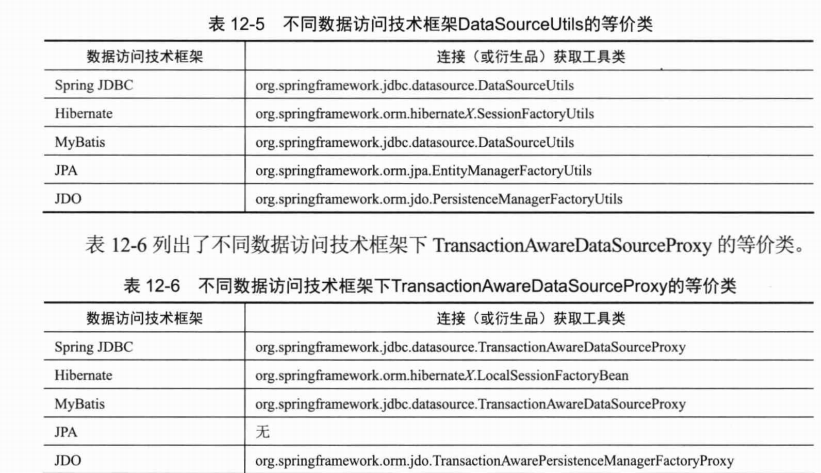 表 12-5 不同数据访问技术框架DataSourceUtils的等价类
数据访问技术框架 连接（或衍生品）获取工具类
Spring JDBC org.springframework.jdbc.datasource.DataSourceUtils
Hibernate org.springframework.orm.hibernateX.SessionFactoryUtils
MyBatis org.springframework.jdbc.datasource.DataSourceUtils
JPA org.springframework.orm.jpa.EntityManagerFactoryUtils
JDO org.springframework.orm.jdo.PersistenceManagerFactoryUtils
表 12-6 列出了不同数据访问技术框架下 TransactionAwareDataSourceProxy 的等价类。
表 12-6 不同数据访问技术框架下TransactionAwareDataSourceProxy的等价类
数据访问技术框架 连接（或衍生品）获取工具类
Spring JDBC org.springframework.jdbc.datasource.TransactionAwareDataSourceProxy
Hibernate org.springframework.orm.hibernateX.LocalSessionFactoryBean
MyBatis org.springframework.jdbc.datasource.TransactionAwareDataSourceProxy
JPA 无
JDO org.springframework.orm.jdo.TransactionAwarePersistenceManagerFactoryProxy